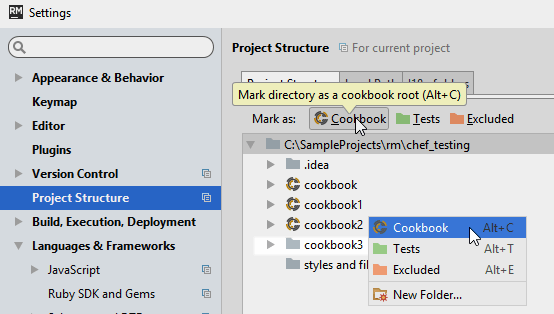 RM Settings
Project Structure For current project
Appearance & Behavior
Mark directory as a cookbook root (Alt+C)
Keymap
Mark as: Cookbook Tests Excluded
Editor
Plugins
C:\SampleProjects\rm\chef_testing
Version Control
.idea
Project Structure
cookbook
Build, Execution, Deployment
cookbook1
cookbook2
Cookbook Alt+C
Languages & Frameworks
cookbook3
Tests Alt+T
JavaScript
styles and fil
Excluded Alt+E
Ruby SDK and Gems
New Folder...